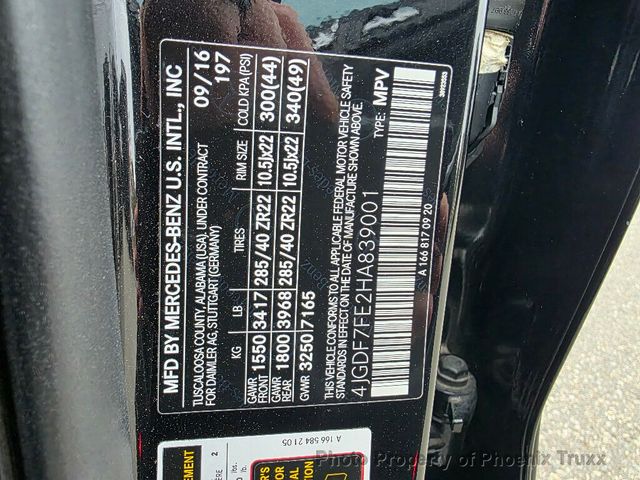 MFD BY MERCEDES-BENZ U.S. INTL., INC
TUSCALOOSA COUNTY, ALABAMA (USA), UNDER CONTRACT
FOR DAIMLER AG, STUTTGART (GERMANY)
09/16
197
KG LB TIRES RIM SIZE COLD KPA (PSI)
GAWR FRONT 1550 3417 285/40 ZR22 10.5Jx22 300(44)
GAWR REAR 1800 3968 285/40 ZR22 10.5Jx22 340(49)
GVWR 3250 7165
THIS VEHICLE CONFORMS TO ALL APPLICABLE FEDERAL MOTOR VEHICLE SAFETY
STANDARDS IN EFFECT ON THE DATE OF MANUFACTURE SHOWN ABOVE.
4JGDF7FE2HA839001 TYPE: MPV
A 166 817 09 20
A 166 584 21 05
2
lbs.
lb.
Photo Property of Phoenix Truxx